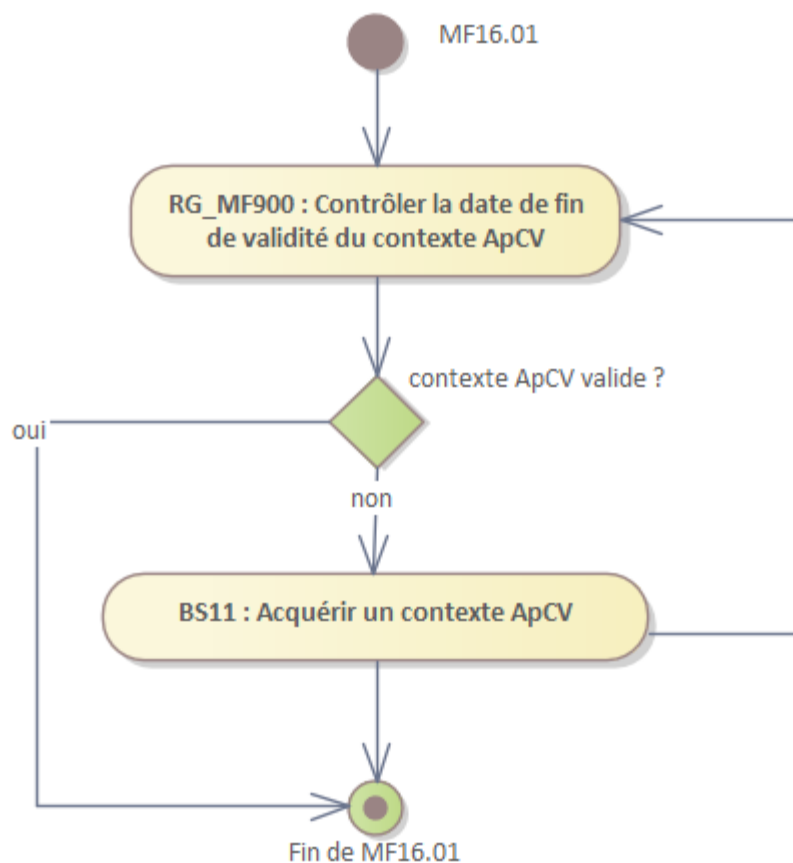 MF16.01
RG_MF900 : Contrôler la date de fin
de validité du contexte ApCV
contexte ApCV valide ?
oui
non
BS11 : Acquérir un contexte ApCV
Fin de MF16.01